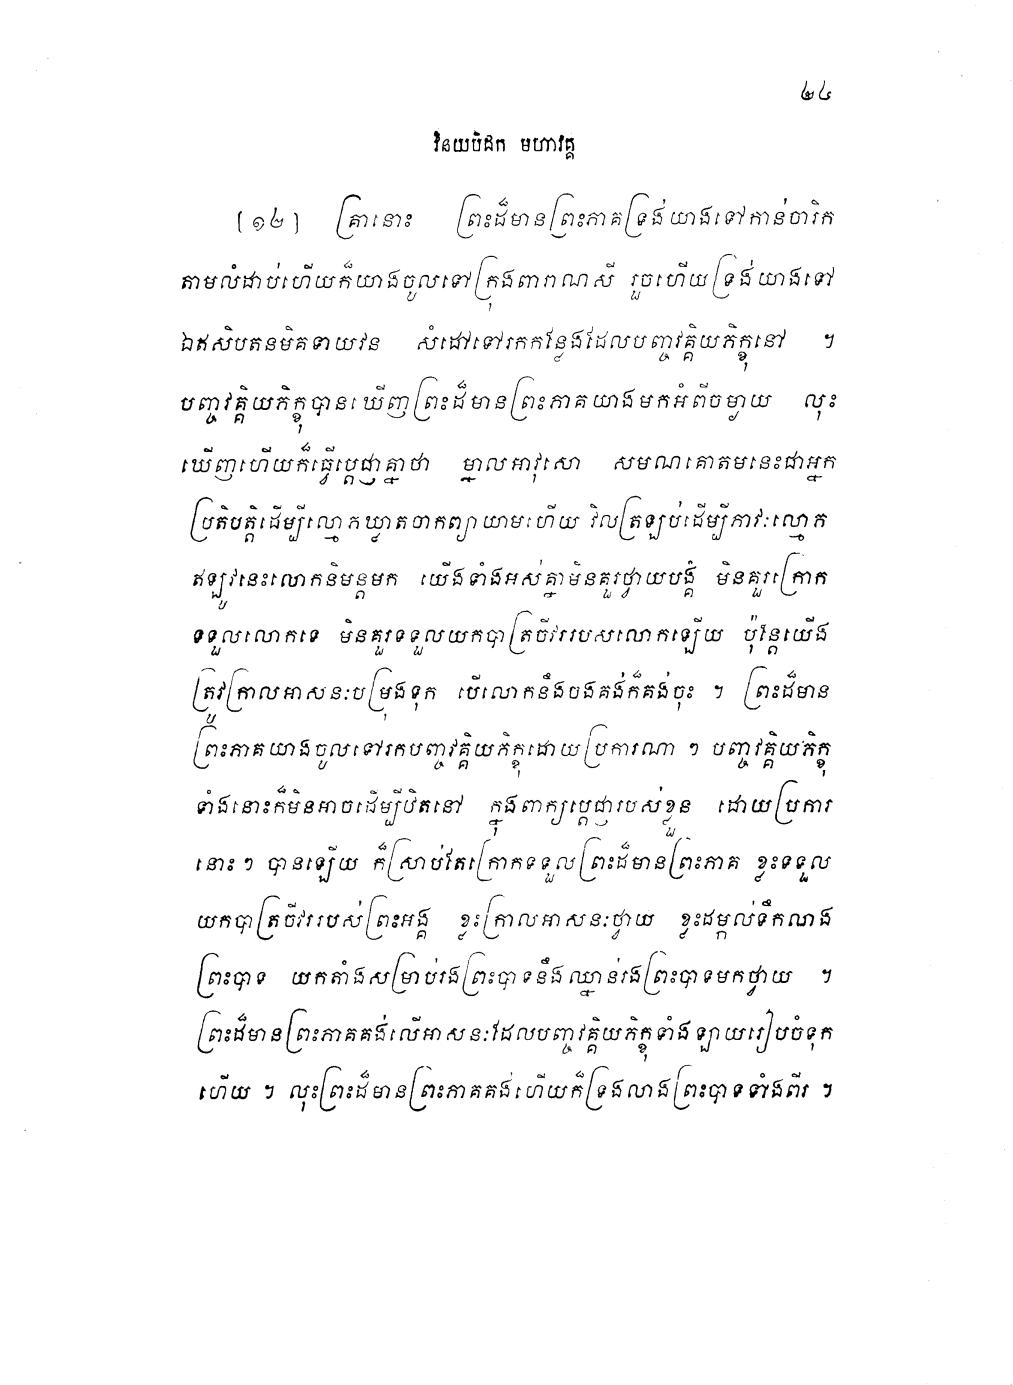 ២៤
វិនយបិដក មហាវគ្គ
[១២] គ្រានោះ ព្រះដ៏មានព្រះភាគទ្រង់យាងទៅកាន់ចារិក
តាមលំដាប់ហើយក៏យាងចូលទៅក្រុងពារាណសី រួចហើយទ្រង់យាងទៅ
ឯឥសិបតនមិគទាយវន សំដៅទៅរកកន្លែងដែលបញ្ចវគ្គិយភិក្ខុនៅ ។
បញ្ចវគ្គិយភិក្ខុបានឃើញព្រះដ៏មានព្រះភាគយាងមកអំពីចម្ងាយ លុះ
ឃើញហើយក៏ធ្វើប្តេជ្ញាគ្នាថា ម្នាលអាវុសោ សមណគោតមនេះជាអ្នក
ប្រតិបត្តិដើម្បីល្មោភឃ្លាតចាកព្យាយាមហើយ វិលត្រឡប់ដើម្បីភាវៈល្មោភ
ឥឡូវនេះលោកនិមន្តមក យើងទាំងអស់គ្នាមិនគួរថ្វាយបង្គំ មិនគួរក្រោក
ទទួលលោកទេ មិនគួរទទួលយកបាត្រចីវររបស់លោកឡើយ ប៉ុន្តែយើង
ត្រូវក្រាលអាសនៈបម្រុងទុក បើលោកនឹងចងគង់ក៏គង់ចុះ ។ ព្រះដ៏មាន
ព្រះភាគយាងចូលទៅរកបញ្ចវគ្គិយភិក្ខុដោយប្រការណា ៗ បញ្ចវគ្គិយភិក្ខុ
ទាំងនោះក៏មិនអាចដើម្បីឋិតនៅ ក្នុងពាក្យប្តេជ្ញារបស់ខ្លួន ដោយប្រការ
នោះ ៗ បានឡើយ ក៏ស្រាប់តែក្រោកទទួលព្រះដ៏មានព្រះភាគ ខ្លះទទួល
យកបាត្រចីវររបស់ព្រះអង្គ ខ្លះក្រាលអាសនៈថ្វាយ ខ្លះដម្កល់ទឹកលាង
ព្រះបាទ យកតាំងសម្រាប់រងព្រះបាទនឹងឈ្នាន់រងព្រះបាទមកថ្វាយ ។
ព្រះដ៏មានព្រះភាគគង់លើអាសនៈដែលបញ្ចវគ្គិយភិក្ខុទាំងឡាយរៀបចំទុក
ហើយ ។ លុះព្រះដ៏មានព្រះភាគគង់ហើយក៏ទ្រង់លាងព្រះបាទទាំងពីរ ។